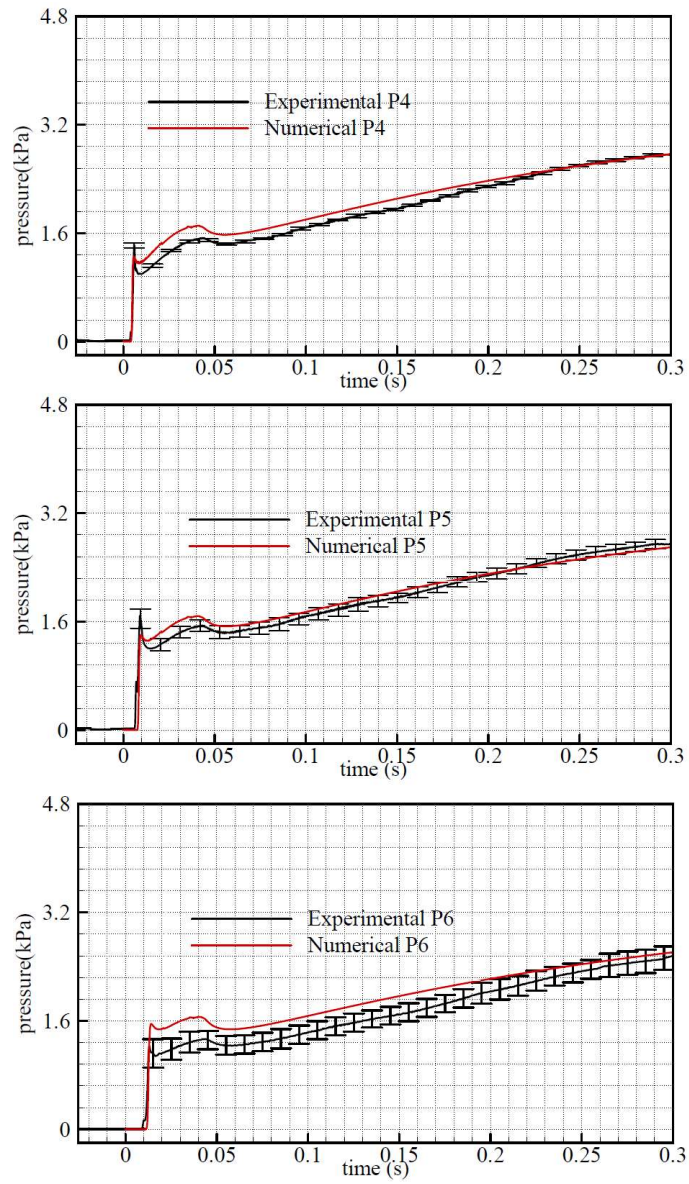 4.8
3.2
1.6
0
pressure(kPa)
Experimental P4
Numerical P4
0 0.05 0.1 0.15 0.2 0.25 0.3
time (s)
4.8
3.2
1.6
0
pressure(kPa)
Experimental P5
Numerical P5
0 0.05 0.1 0.15 0.2 0.25 0.3
time (s)
4.8
3.2
1.6
0
pressure(kPa)
Experimental P6
Numerical P6
0 0.05 0.1 0.15 0.2 0.25 0.3
time (s)